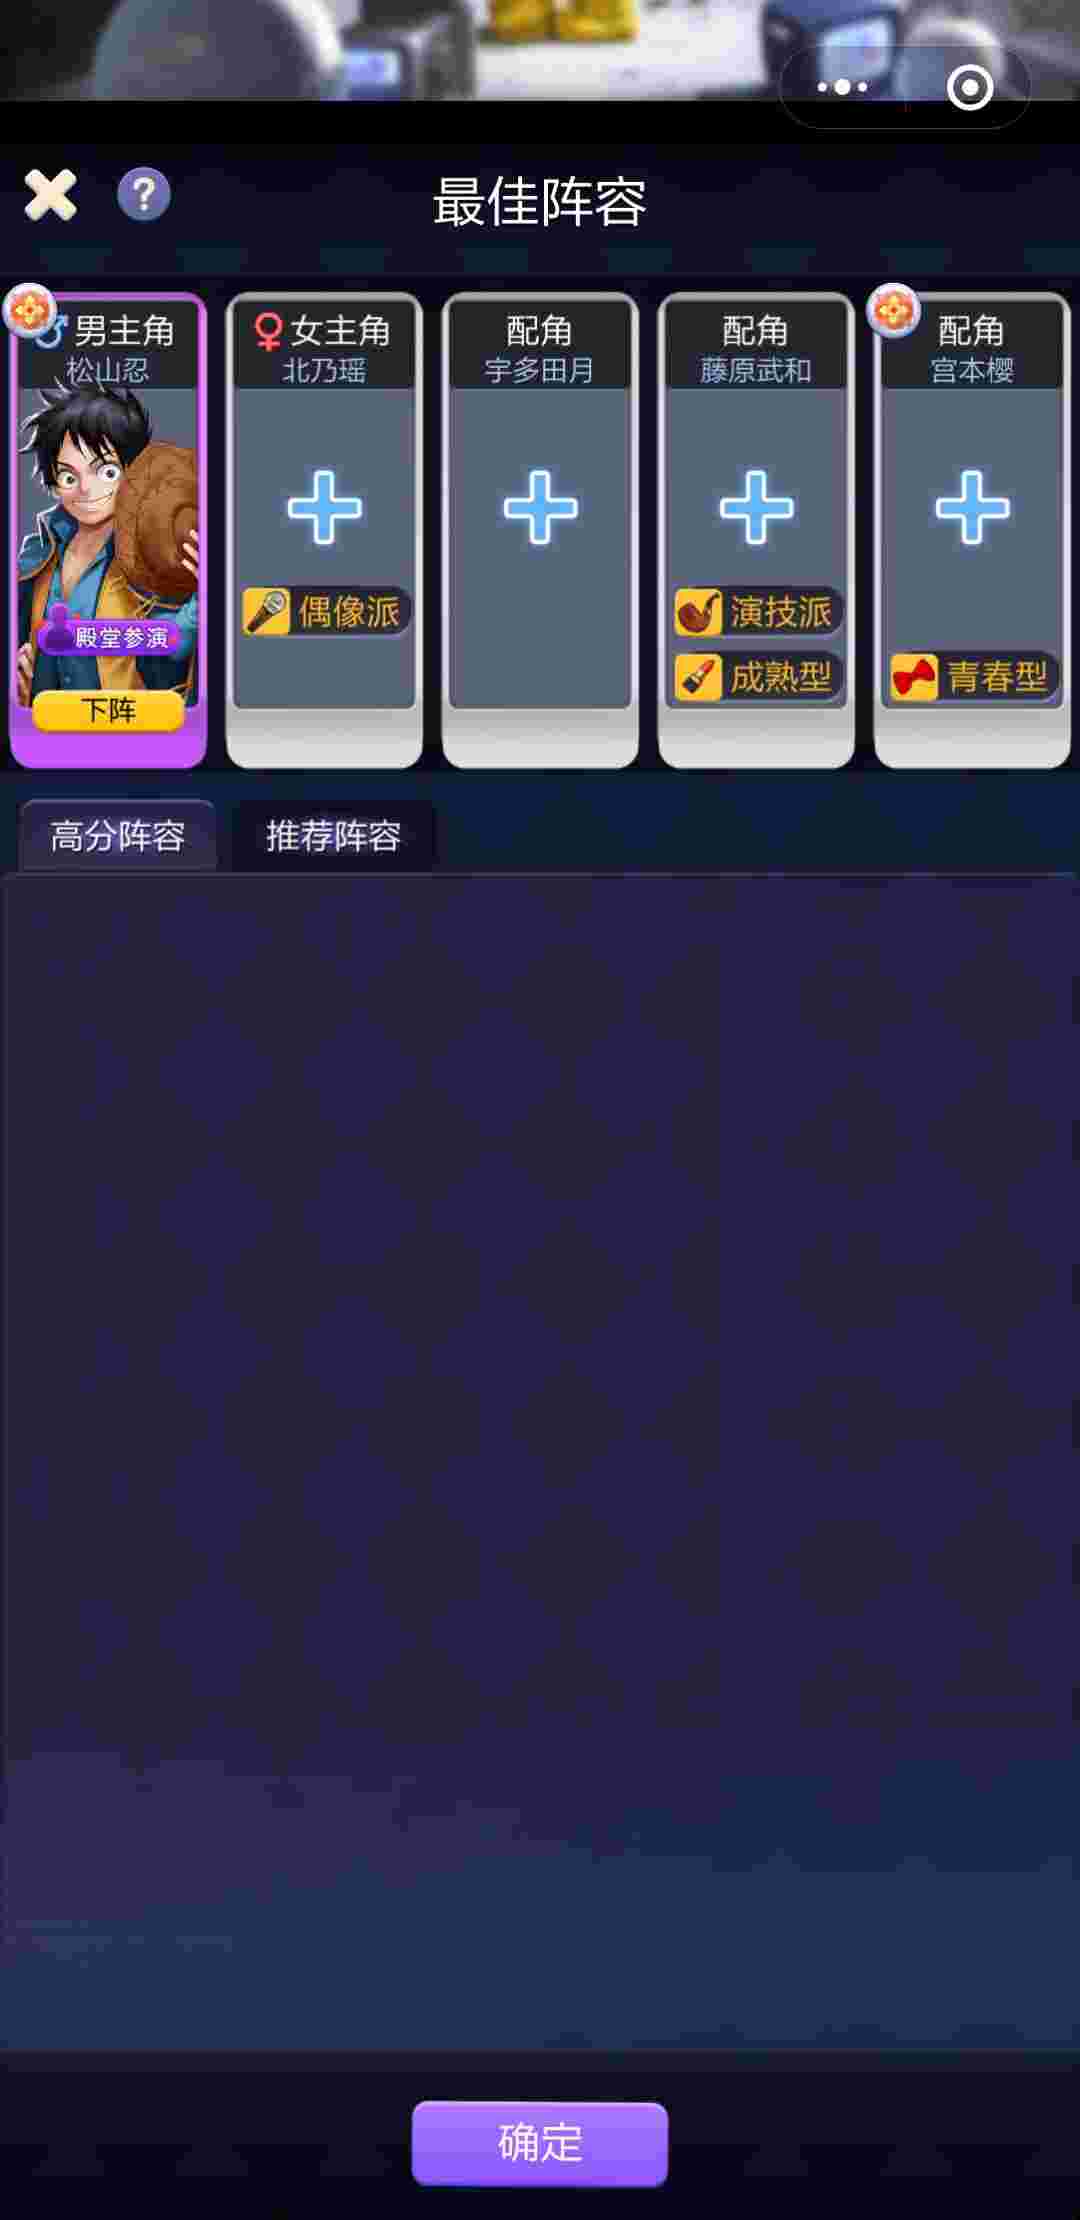 最佳阵容
男主角
松山忍
殿堂参演
下阵
女主角
北乃瑶
偶像派
配角
宇多田月
配角
藤原武和
演技派
成熟型
配角
宫本樱
青春型
高分阵容
推荐阵容
确定